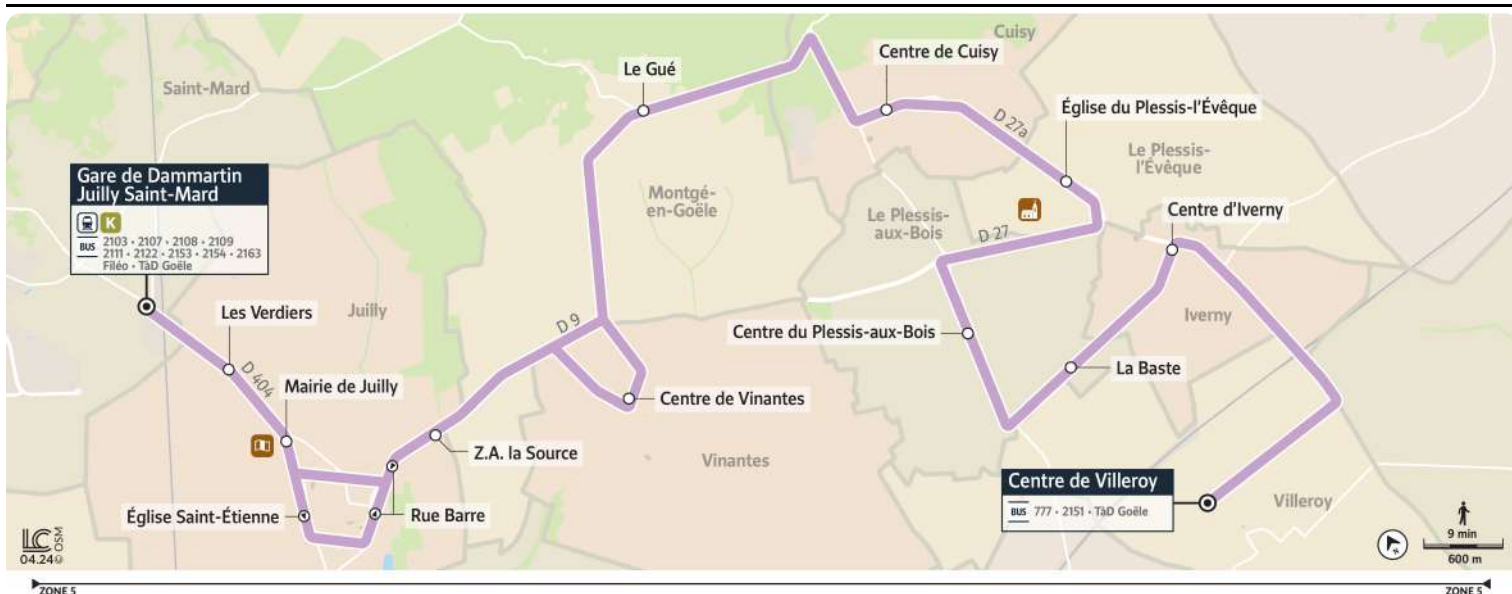 Cuisy
Centre de Cuisy
Le Gué
Saint-Mard
Église du Plessis-l'Évêque
D 27a
Le Plessis-
l'Évêque
Gare de Dammartin
Juilly Saint-Mard
K
BUS
2103 • 2107 • 2108 • 2109
2111 • 2122 • 2153 • 2154 • 2163
Filéo • TàD Goële
Montgé-
en-Goële
Le Plessis-
aux-Bois
D 27
Centre d'Iverny
Les Verdiers
Juilly
D 9
Iverny
Centre du Plessis-aux-Bois
D 404
Mairie de Juilly
La Baste
Centre de Vinantes
Z.A. la Source
Vinantes
Centre de Villeroy
BUS
777 • 2151 • TàD Goële
Villeroy
Église Saint-Étienne
Rue Barre
LC
OSM
04.24©
N
9 min
600 m
ZONE 5
ZONE 5